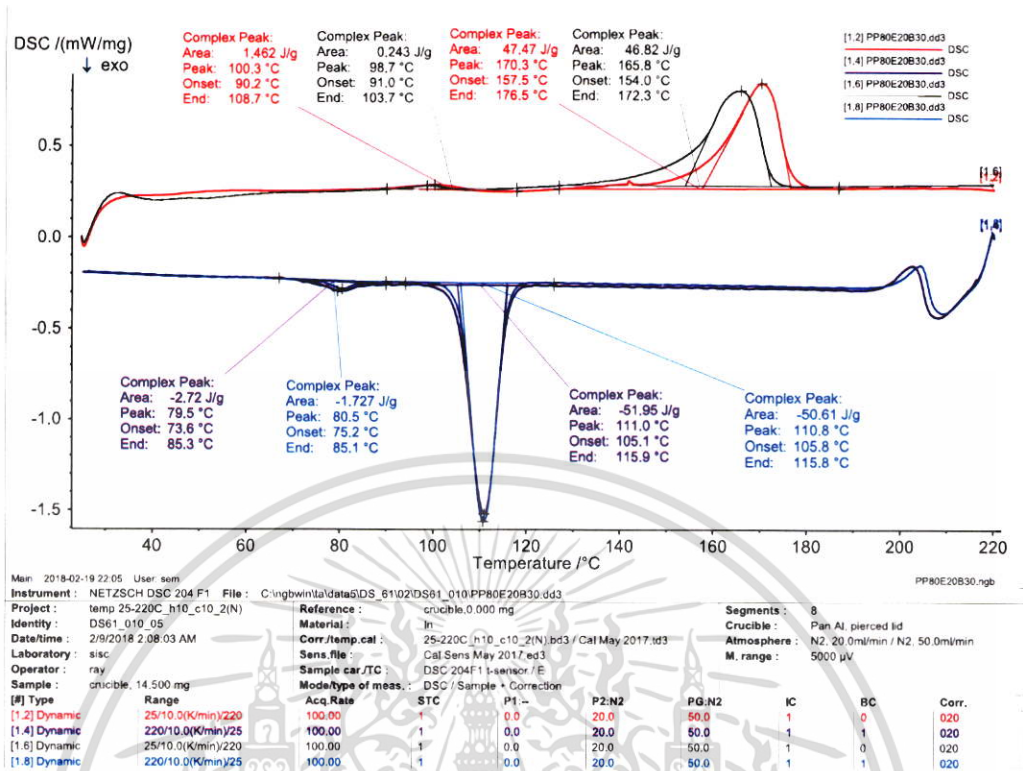 DSC /(mW/mg)
↓ exo
Complex Peak:
Area: 1,462 J/g
Peak: 100.3 °C
Onset: 90.2 °C
End: 108.7 °C
Complex Peak:
Area: 0.243 J/g
Peak: 98.7 °C
Onset: 91.0 °C
End: 103.7 °C
Complex Peak:
Area: 47.47 J/g
Peak: 170.3 °C
Onset: 157.5 °C
End: 176.5 °C
Complex Peak:
Area: 46.82 J/g
Peak: 165.8 °C
Onset: 154.0 °C
End: 172.3 °C
[1.2] PP80E20B30.dd3
DSC
[1.4] PP80E20B30.dd3
DSC
[1.6] PP80E20B30.dd3
DSC
[1.8] PP80E20B30.dd3
DSC
0.5
0.0
-0.5
-1.0
-1.5
[1.6]
[1.2]
Complex Peak:
Area: -2.72 J/g
Peak: 79.5 °C
Onset: 73.6 °C
End: 85.3 °C
Complex Peak:
Area: -1.727 J/g
Peak: 80.5 °C
Onset: 75.2 °C
End: 85.1 °C
Complex Peak:
Area: -51.95 J/g
Peak: 111.0 °C
Onset: 105.1 °C
End: 115.9 °C
Complex Peak:
Area: -50.61 J/g
Peak: 110.8 °C
Onset: 105.8 °C
End: 115.8 °C
40 60 80 100 120 140 160 180 200 220
Temperature /°C
Main 2018-02-19 22:05 User: sem PP80E20B30.ngb
Instrument : NETZSCH DSC 204 F1 File : C:\ngbwin\ta\data5\DS_61\02\DS61_010\PP80E20B30.dd3
Project : temp 25-220C_h10_c10_2(N) Reference : crucible,0.000 mg Segments : 8
Identity : DS61_010_05 Material : In Crucible : Pan Al, pierced lid
Date/time : 2/9/2018 2:08:03 AM Corr./temp.cal : 25-220C_h10_c10_2(N).bd3 / Cal May 2017.td3 Atmosphere : N2, 20.0ml/min / N2, 50.0ml/min
Laboratory : sisc Sens.file : Cal Sens May 2017.ed3 M. range : 5000 µV
Operator : ray Sample car./TC : DSC 204F1 t-sensor / E
Sample : crucible, 14.500 mg Mode/type of meas. : DSC / Sample + Correction
[#] Type Range Acq.Rate STC P1:-- P2:N2 PG:N2 IC BC Corr.
[1.2] Dynamic 25/10.0(K/min)/220 100.00 1 0.0 20.0 50.0 1 0 020
[1.4] Dynamic 220/10.0(K/min)/25 100.00 1 0.0 20.0 50.0 1 1 020
[1.6] Dynamic 25/10.0(K/min)/220 100.00 1 0.0 20.0 50.0 1 0 020
[1.8] Dynamic 220/10.0(K/min)/25 100.00 1 0.0 20.0 50.0 1 1 020